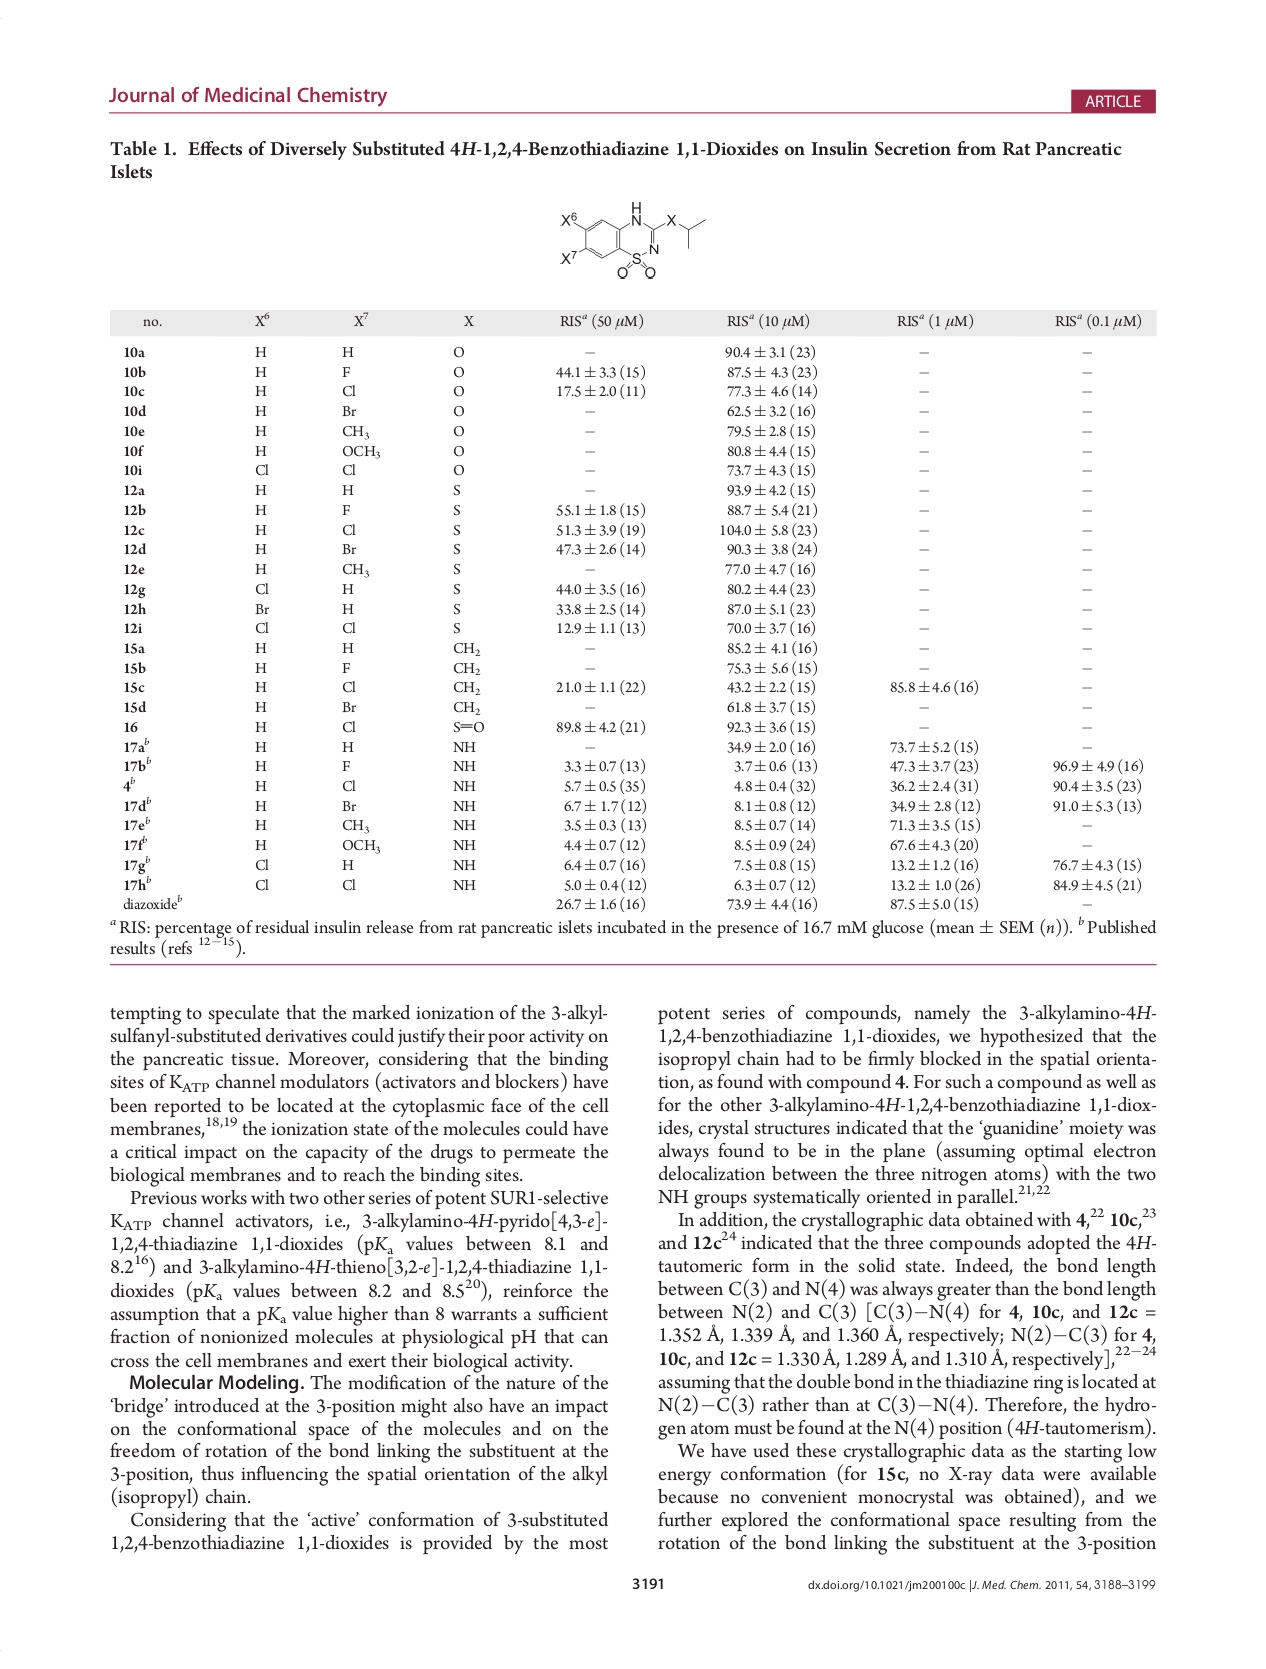 Journal of Medicinal Chemistry
ARTICLE
Table 1. Effects of Diversely Substituted 4H-1,2,4-Benzothiadiazine 1,1-Dioxides on Insulin Secretion from Rat Pancreatic
Islets
X6 H N X X7 S N O O
no. X6 X7 X RISa (50 μM) RISa (10 μM) RISa (1 μM) RISa (0.1 μM)
10a H H O − 90.4 ± 3.1 (23) − −
10b H F O 44.1 ± 3.3 (15) 87.5 ± 4.3 (23) − −
10c H Cl O 17.5 ± 2.0 (11) 77.3 ± 4.6 (14) − −
10d H Br O − 62.5 ± 3.2 (16) − −
10e H CH3 O − 79.5 ± 2.8 (15) − −
10f H OCH3 O − 80.8 ± 4.4 (15) − −
10i Cl Cl O − 73.7 ± 4.3 (15) − −
12a H H S − 93.9 ± 4.2 (15) − −
12b H F S 55.1 ± 1.8 (15) 88.7 ± 5.4 (21) − −
12c H Cl S 51.3 ± 3.9 (19) 104.0 ± 5.8 (23) − −
12d H Br S 47.3 ± 2.6 (14) 90.3 ± 3.8 (24) − −
12e H CH3 S − 77.0 ± 4.7 (16) − −
12g Cl H S 44.0 ± 3.5 (16) 80.2 ± 4.4 (23) − −
12h Br H S 33.8 ± 2.5 (14) 87.0 ± 5.1 (23) − −
12i Cl Cl S 12.9 ± 1.1 (13) 70.0 ± 3.7 (16) − −
15a H H CH2 − 85.2 ± 4.1 (16) − −
15b H F CH2 − 75.3 ± 5.6 (15) − −
15c H Cl CH2 21.0 ± 1.1 (22) 43.2 ± 2.2 (15) 85.8 ± 4.6 (16) −
15d H Br CH2 − 61.8 ± 3.7 (15) − −
16 H Cl S=O 89.8 ± 4.2 (21) 92.3 ± 3.6 (15) − −
17ab H H NH − 34.9 ± 2.0 (16) 73.7 ± 5.2 (15) −
17bb H F NH 3.3 ± 0.7 (13) 3.7 ± 0.6 (13) 47.3 ± 3.7 (23) 96.9 ± 4.9 (16)
4b H Cl NH 5.7 ± 0.5 (35) 4.8 ± 0.4 (32) 36.2 ± 2.4 (31) 90.4 ± 3.5 (23)
17db H Br NH 6.7 ± 1.7 (12) 8.1 ± 0.8 (12) 34.9 ± 2.8 (12) 91.0 ± 5.3 (13)
17eb H CH3 NH 3.5 ± 0.3 (13) 8.5 ± 0.7 (14) 71.3 ± 3.5 (15) −
17fb H OCH3 NH 4.4 ± 0.7 (12) 8.5 ± 0.9 (24) 67.6 ± 4.3 (20) −
17gb Cl H NH 6.4 ± 0.7 (16) 7.5 ± 0.8 (15) 13.2 ± 1.2 (16) 76.7 ± 4.3 (15)
17hb Cl Cl NH 5.0 ± 0.4 (12) 6.3 ± 0.7 (12) 13.2 ± 1.0 (26) 84.9 ± 4.5 (21)
diazoxideb 26.7 ± 1.6 (16) 73.9 ± 4.4 (16) 87.5 ± 5.0 (15) −
a RIS: percentage of residual insulin release from rat pancreatic islets incubated in the presence of 16.7 mM glucose (mean ± SEM (n)). b Published
results (refs 12−15).
tempting to speculate that the marked ionization of the 3-alkyl-
sulfanyl-substituted derivatives could justify their poor activity on
the pancreatic tissue. Moreover, considering that the binding
sites of KATP channel modulators (activators and blockers) have
been reported to be located at the cytoplasmic face of the cell
membranes,18,19 the ionization state of the molecules could have
a critical impact on the capacity of the drugs to permeate the
biological membranes and to reach the binding sites.
Previous works with two other series of potent SUR1-selective
KATP channel activators, i.e., 3-alkylamino-4H-pyrido[4,3-e]-
1,2,4-thiadiazine 1,1-dioxides (pKa values between 8.1 and
8.216) and 3-alkylamino-4H-thieno[3,2-e]-1,2,4-thiadiazine 1,1-
dioxides (pKa values between 8.2 and 8.520), reinforce the
assumption that a pKa value higher than 8 warrants a sufficient
fraction of nonionized molecules at physiological pH that can
cross the cell membranes and exert their biological activity.
Molecular Modeling. The modification of the nature of the
‘bridge’ introduced at the 3-position might also have an impact
on the conformational space of the molecules and on the
freedom of rotation of the bond linking the substituent at the
3-position, thus influencing the spatial orientation of the alkyl
(isopropyl) chain.
Considering that the ‘active’ conformation of 3-substituted
1,2,4-benzothiadiazine 1,1-dioxides is provided by the most
potent series of compounds, namely the 3-alkylamino-4H-
1,2,4-benzothiadiazine 1,1-dioxides, we hypothesized that the
isopropyl chain had to be firmly blocked in the spatial orienta-
tion, as found with compound 4. For such a compound as well as
for the other 3-alkylamino-4H-1,2,4-benzothiadiazine 1,1-diox-
ides, crystal structures indicated that the ‘guanidine’ moiety was
always found to be in the plane (assuming optimal electron
delocalization between the three nitrogen atoms) with the two
NH groups systematically oriented in parallel.21,22
In addition, the crystallographic data obtained with 4,22 10c,23
and 12c24 indicated that the three compounds adopted the 4H-
tautomeric form in the solid state. Indeed, the bond length
between C(3) and N(4) was always greater than the bond length
between N(2) and C(3) [C(3)−N(4) for 4, 10c, and 12c =
1.352 Å, 1.339 Å, and 1.360 Å, respectively; N(2)−C(3) for 4,
10c, and 12c = 1.330 Å, 1.289 Å, and 1.310 Å, respectively],22−24
assuming that the double bond in the thiadiazine ring is located at
N(2)−C(3) rather than at C(3)−N(4). Therefore, the hydro-
gen atom must be found at the N(4) position (4H-tautomerism).
We have used these crystallographic data as the starting low
energy conformation (for 15c, no X-ray data were available
because no convenient monocrystal was obtained), and we
further explored the conformational space resulting from the
rotation of the bond linking the substituent at the 3-position
3191
dx.doi.org/10.1021/jm200100c |J. Med. Chem. 2011, 54, 3188–3199